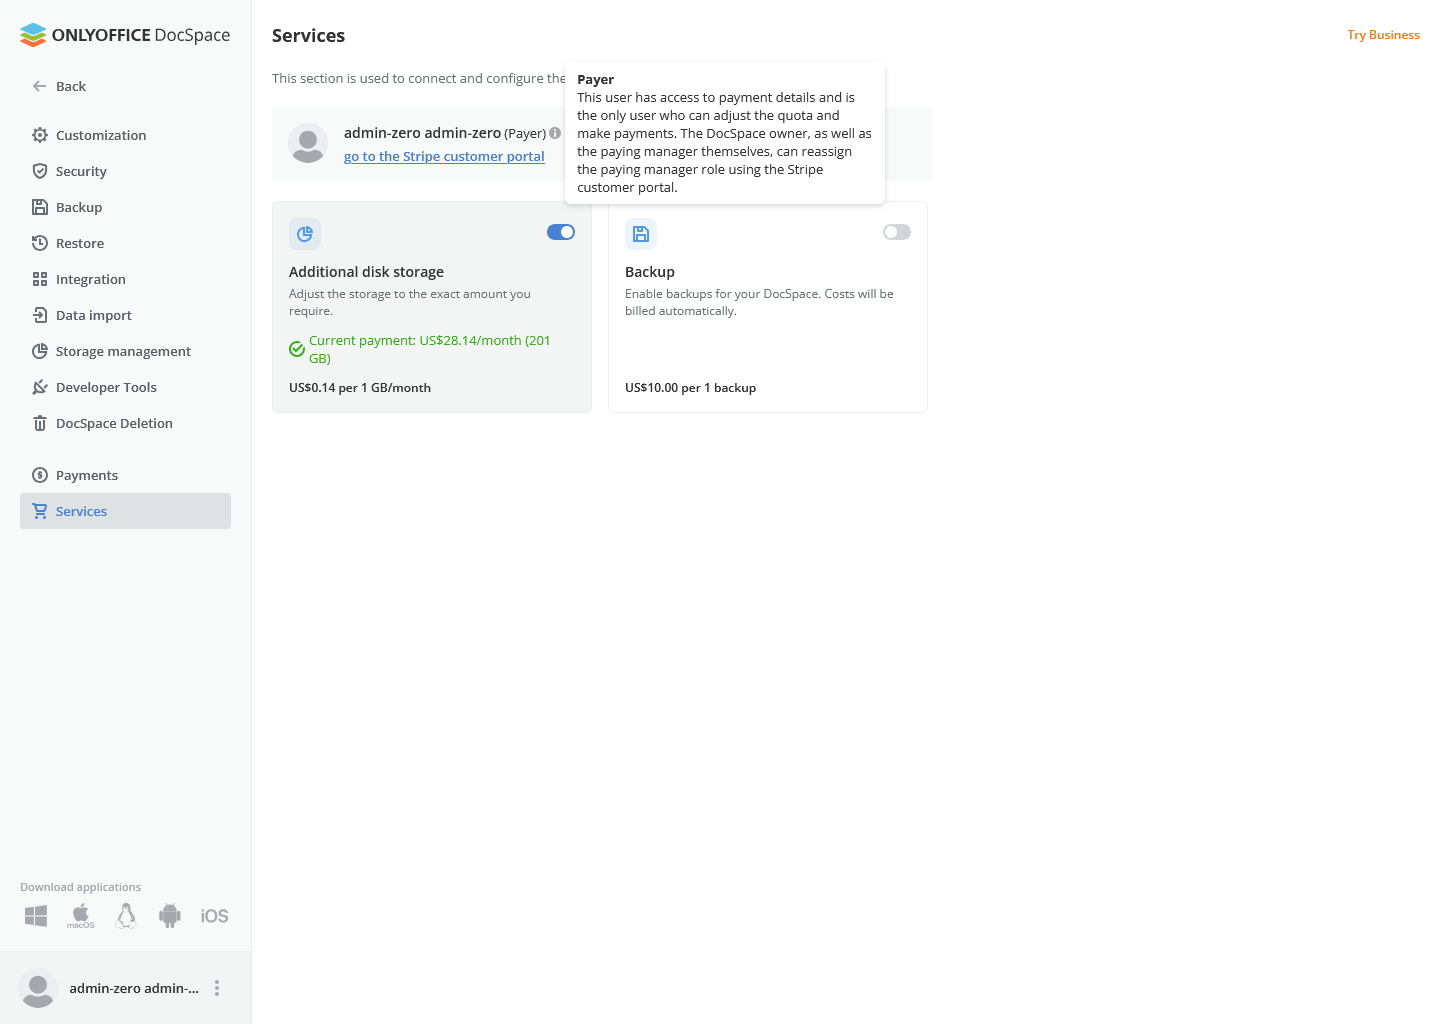 ONLYOFFICE DocSpace
Back
Customization
Security
Backup
Restore
Integration
Data import
Storage management
Developer Tools
DocSpace Deletion
Payments
Services
Download applications
macOS
iOS
admin-zero admin-...
Services
Try Business
This section is used to connect and configure the
Payer
This user has access to payment details and is
the only user who can adjust the quota and
make payments. The DocSpace owner, as well as
the paying manager themselves, can reassign
the paying manager role using the Stripe
customer portal.
admin-zero admin-zero (Payer)
go to the Stripe customer portal
Additional disk storage
Adjust the storage to the exact amount you
require.
Current payment: US$28.14/month (201
GB)
US$0.14 per 1 GB/month
Backup
Enable backups for your DocSpace. Costs will be
billed automatically.
US$10.00 per 1 backup